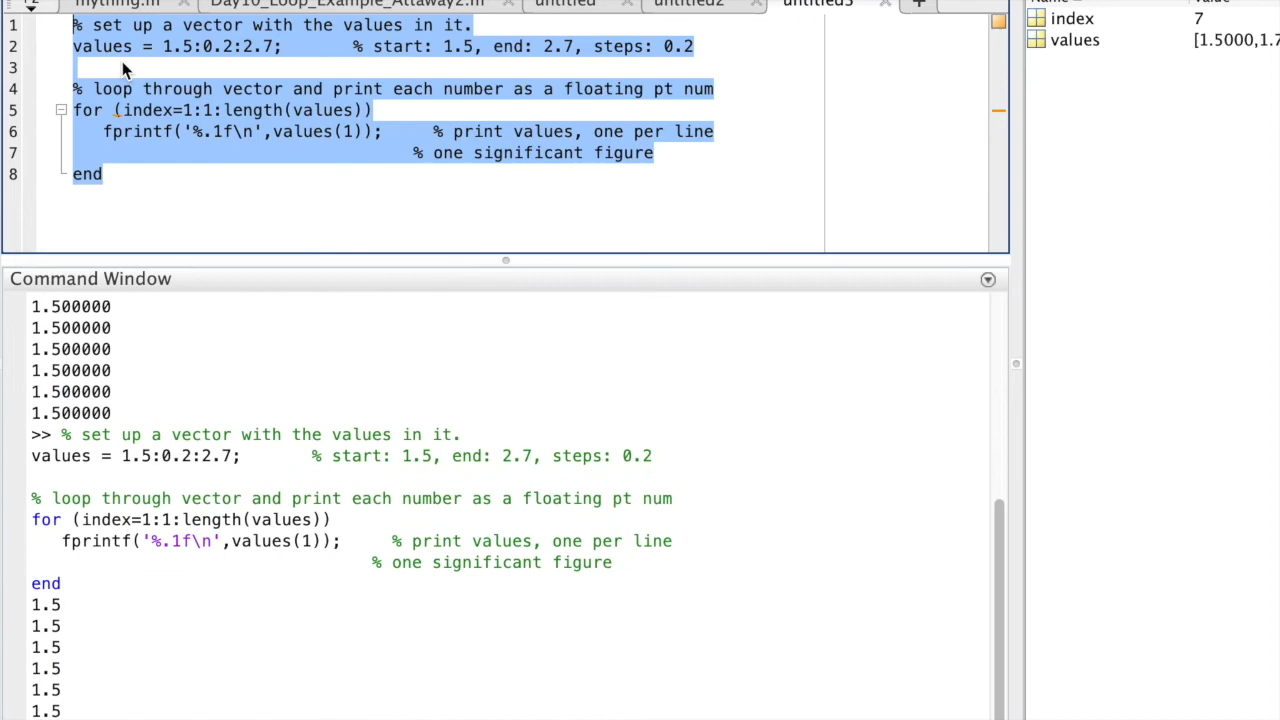 mything.m Day10_Loop_Example_Attaway2.m untitled untitled2 untitled3 +
Name Value
1 % set up a vector with the values in it.
index 7
2 values = 1.5:0.2:2.7; % start: 1.5, end: 2.7, steps: 0.2
values [1.5000,1.7
3
4 % loop through vector and print each number as a floating pt num
5 for (index=1:1:length(values))
6 fprintf('%.1f\n',values(1)); % print values, one per line
7 % one significant figure
8 end
Command Window
1.500000
1.500000
1.500000
1.500000
1.500000
1.500000
>> % set up a vector with the values in it.
values = 1.5:0.2:2.7; % start: 1.5, end: 2.7, steps: 0.2
% loop through vector and print each number as a floating pt num
for (index=1:1:length(values))
fprintf('%.1f\n',values(1)); % print values, one per line
% one significant figure
end
1.5
1.5
1.5
1.5
1.5
1.5